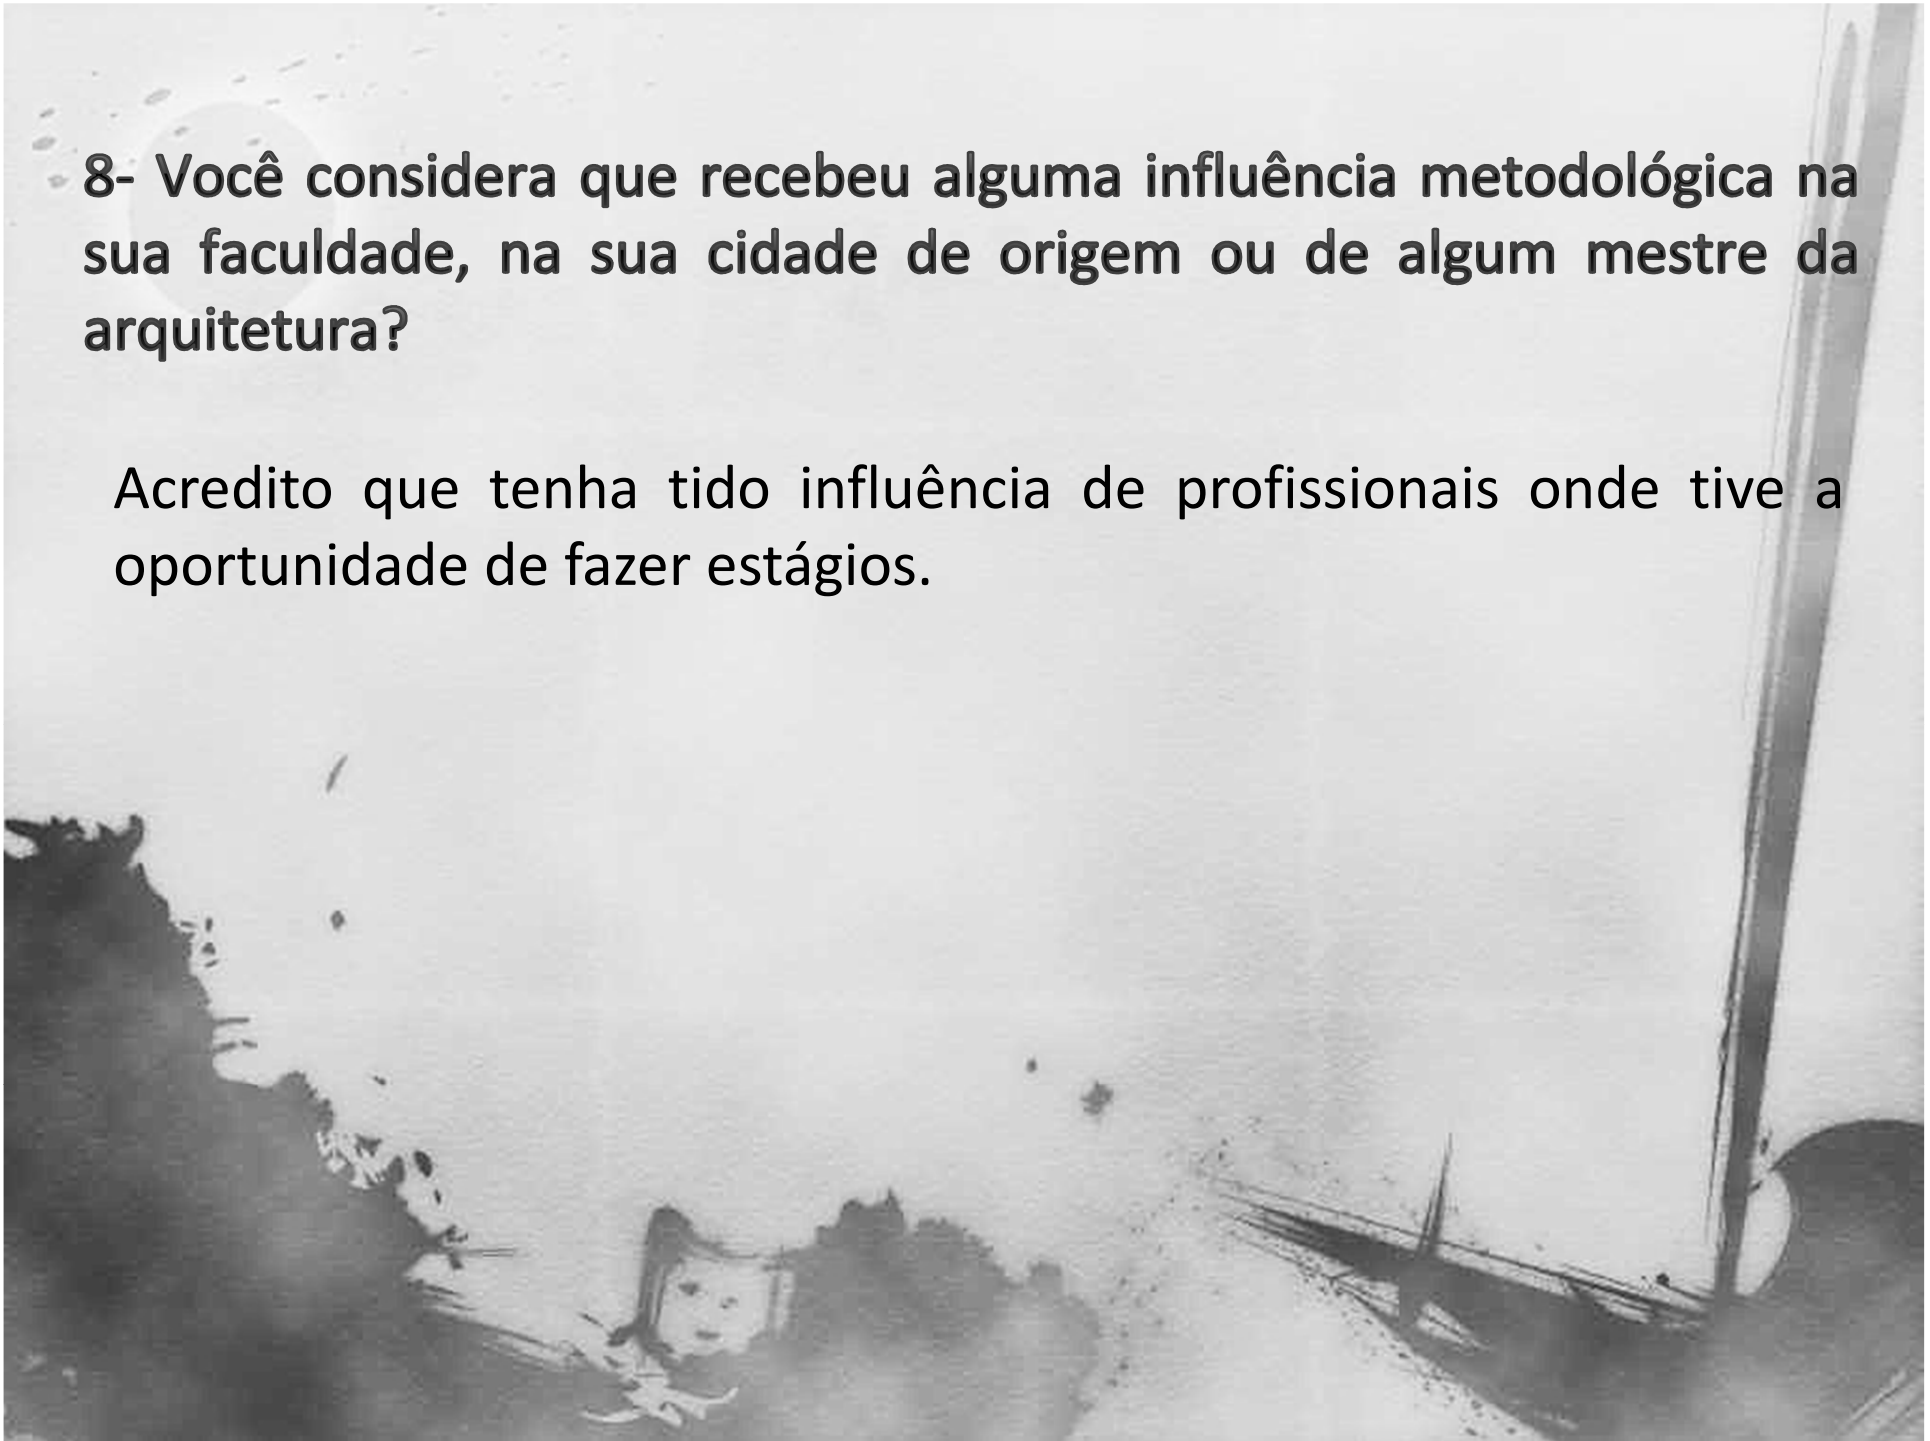 8- Você considera que recebeu alguma influência metodológica na
sua faculdade, na sua cidade de origem ou de algum mestre da
arquitetura?
Acredito que tenha tido influência de profissionais onde tive a
oportunidade de fazer estágios.